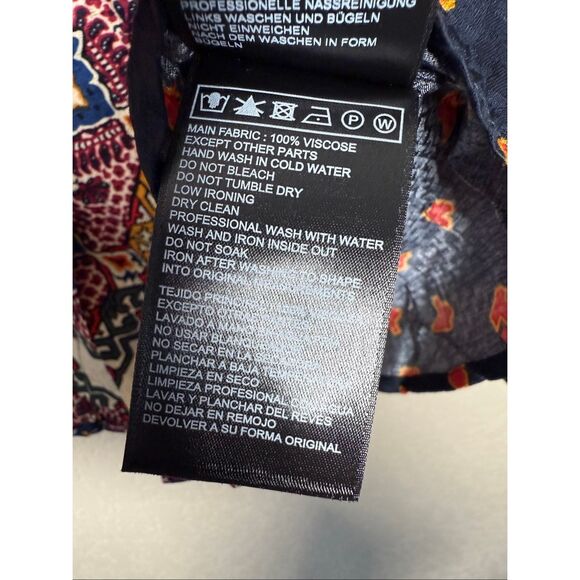 PROFESSIONELLE NASSREINIGUNG
LINKS WASCHEN UND BÜGELN
NICHT EINWEICHEN
NACH DEM WASCHEN IN FORM
BÜGELN
P W
MAIN FABRIC : 100% VISCOSE
EXCEPT OTHER PARTS
HAND WASH IN COLD WATER
DO NOT BLEACH
DO NOT TUMBLE DRY
LOW IRONING
DRY CLEAN
PROFESSIONAL WASH WITH WATER
WASH AND IRON INSIDE OUT
DO NOT SOAK
IRON AFTER WASHING TO SHAPE
INTO ORIGINAL
TEJIDO
EXCEPTO
LAVADO A
NO USAR
NO SECAR EN LA
PLANCHAR A BAJA
LIMPIEZA EN SECO
LIMPIEZA PROFESIONAL CON AGUA
LAVAR Y PLANCHAR DEL REVES
NO DEJAR EN REMOJO
DEVOLVER A SU FORMA ORIGINAL